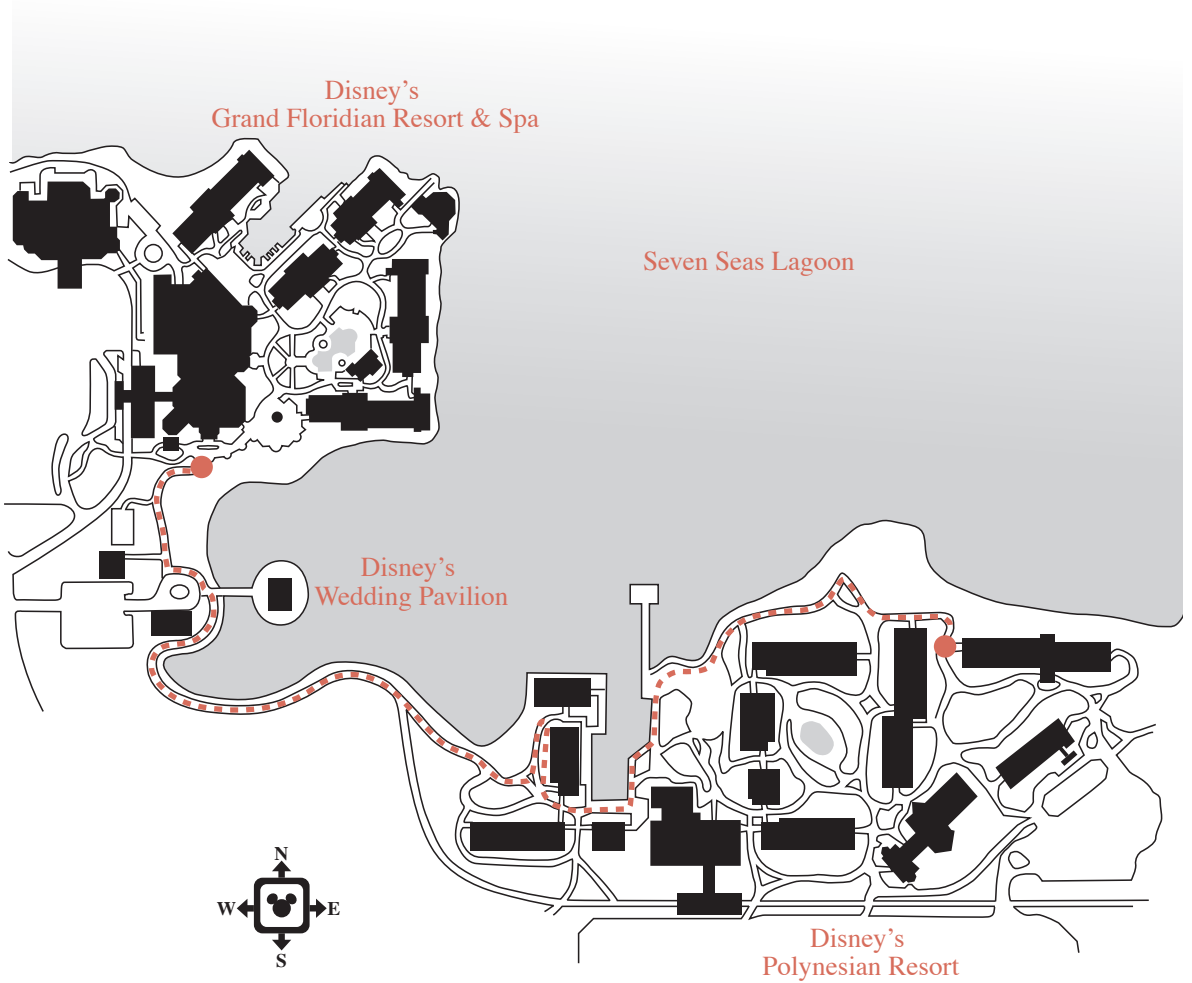 Disney’s
Grand Floridian Resort & Spa
Seven Seas Lagoon
Disney’s
Wedding Pavilion
N
W
E
S
Disney’s
Polynesian Resort